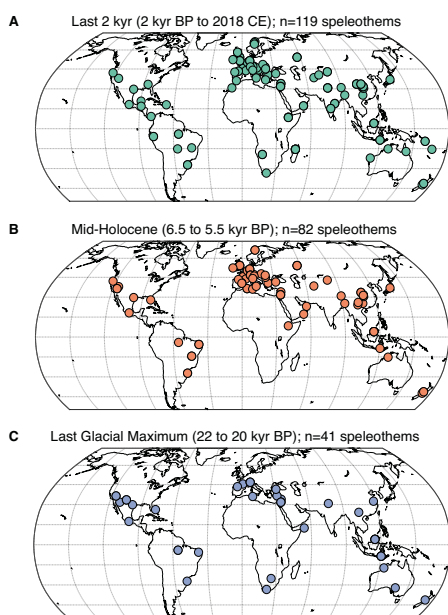 A
Last 2 kyr (2 kyr BP to 2018 CE); n=119 speleothems
B
Mid-Holocene (6.5 to 5.5 kyr BP); n=82 speleothems
C
Last Glacial Maximum (22 to 20 kyr BP); n=41 speleothems